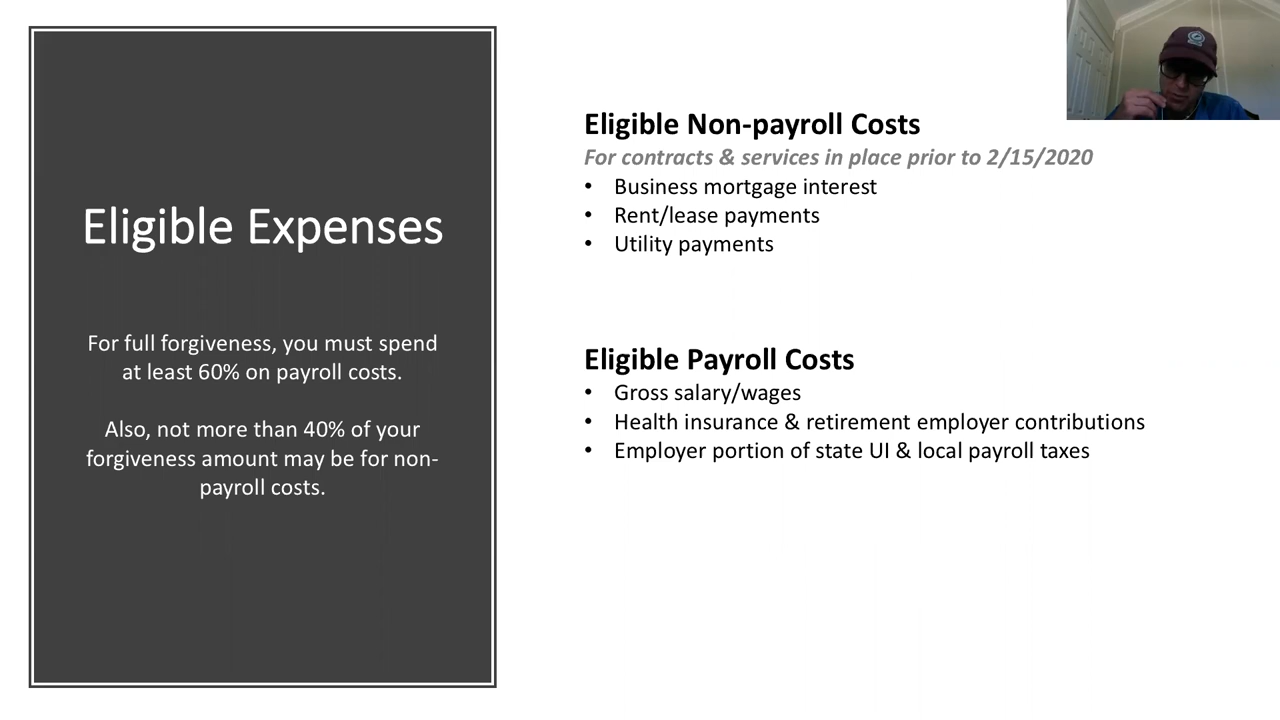 Eligible Expenses
For full forgiveness, you must spend
at least 60% on payroll costs.
Also, not more than 40% of your
forgiveness amount may be for non-
payroll costs.
Eligible Non-payroll Costs
For contracts & services in place prior to 2/15/2020
• Business mortgage interest
• Rent/lease payments
• Utility payments
Eligible Payroll Costs
• Gross salary/wages
• Health insurance & retirement employer contributions
• Employer portion of state UI & local payroll taxes